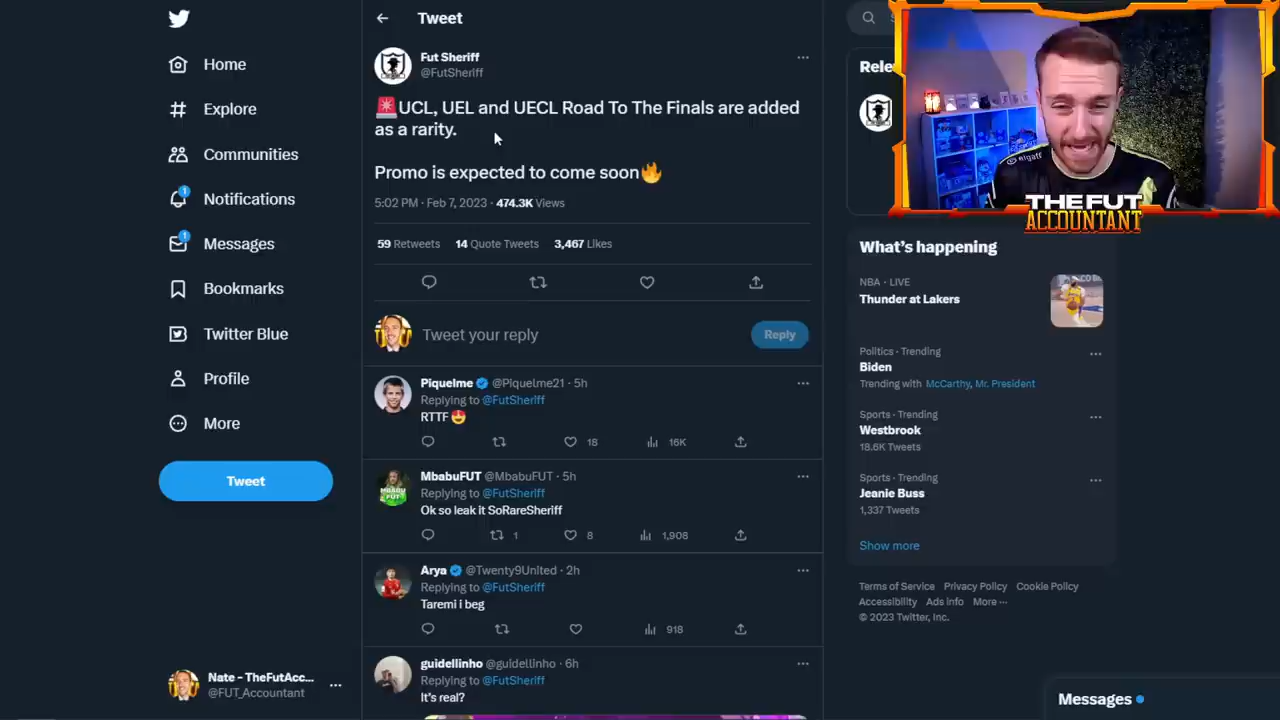 Tweet
Home
Explore
Communities
1
Notifications
1
Messages
Bookmarks
Twitter Blue
Profile
More
Tweet
Nate - TheFutAcc...
@FUT_Accountant
Fut Sheriff
@FutSheriff
🚨UCL, UEL and UECL Road To The Finals are added
as a rarity.
Promo is expected to come soon🔥
5:02 PM · Feb 7, 2023 · 474.3K Views
59 Retweets 14 Quote Tweets 3,467 Likes
Tweet your reply
Reply
Piquelme @Piquelme21 · 5h
Replying to @FutSheriff
RTTF 😍
18 16K
MbabuFUT @MbabuFUT · 5h
Replying to @FutSheriff
Ok so leak it SoRareSheriff
1 8 1,908
Arya @Twenty9United · 2h
Replying to @FutSheriff
Taremi i beg
918
guidellinho @guidellinho · 6h
Replying to @FutSheriff
It's real?
THE FUT
ACCOUNTANT
What's happening
NBA · LIVE
Thunder at Lakers
Politics · Trending
Biden
Trending with McCarthy, Mr. President
Sports · Trending
Westbrook
18.6K Tweets
Sports · Trending
Jeanie Buss
1,337 Tweets
Show more
Terms of Service Privacy Policy Cookie Policy
Accessibility Ads info More ···
© 2023 Twitter, Inc.
Messages